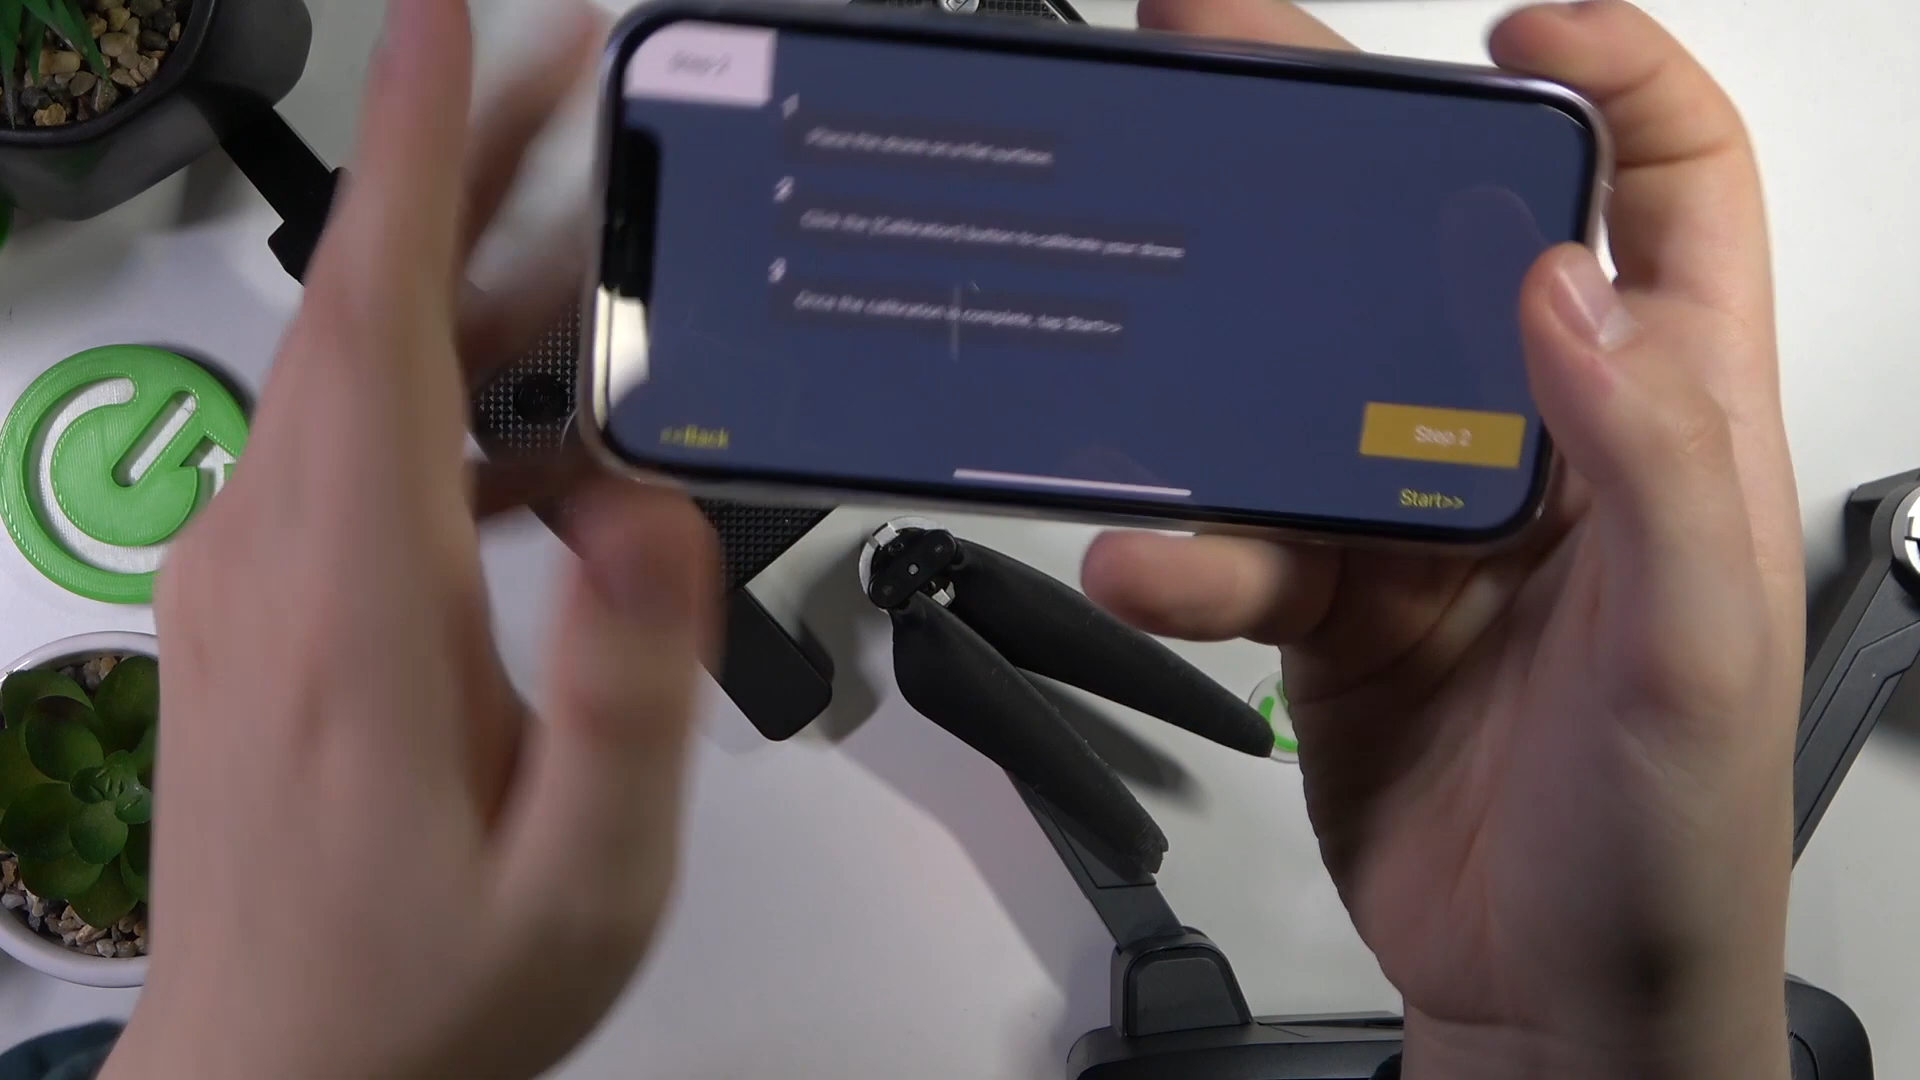 Step 2
1
Place the drone on a flat surface.
2
Click the [Calibration] button to calibrate your drone
3
Once the calibration is complete, tap Start>>
<<Back
Step 2
Start>>